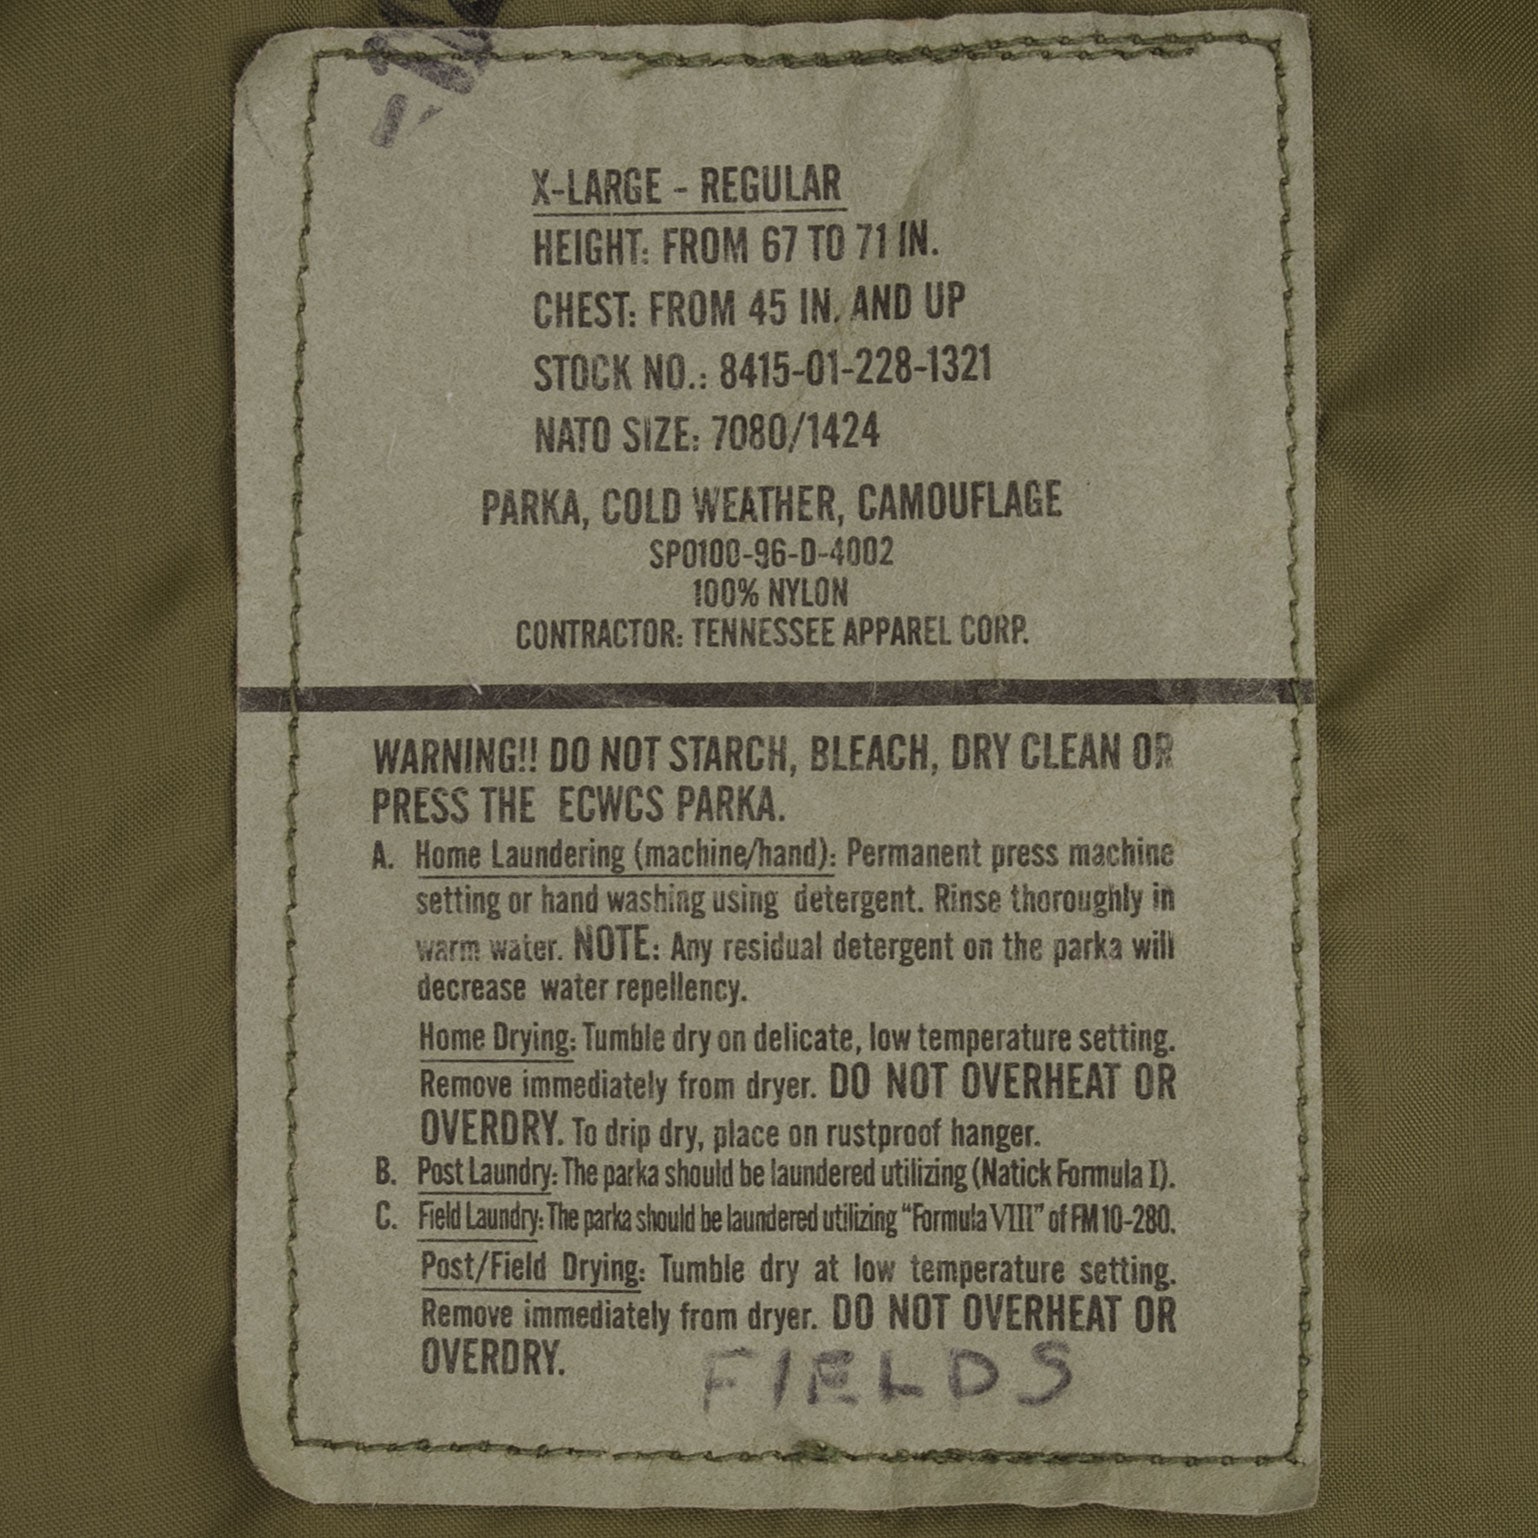 X-LARGE - REGULAR
HEIGHT: FROM 67 TO 71 IN.
CHEST: FROM 45 IN. AND UP
STOCK NO.: 8415-01-228-1321
NATO SIZE: 7080/1424
PARKA, COLD WEATHER, CAMOUFLAGE
SPO100-96-D-4002
100% NYLON
CONTRACTOR: TENNESSEE APPAREL CORP.
WARNING!! DO NOT STARCH, BLEACH, DRY CLEAN OR
PRESS THE ECWCS PARKA.
A. Home Laundering (machine/hand): Permanent press machine
setting or hand washing using detergent. Rinse thoroughly in
warm water. NOTE: Any residual detergent on the parka will
decrease water repellency.
Home Drying: Tumble dry on delicate, low temperature setting.
Remove immediately from dryer. DO NOT OVERHEAT OR
OVERDRY. To drip dry, place on rustproof hanger.
B. Post Laundry: The parka should be laundered utilizing (Natick Formula I).
C. Field Laundry: The parka should be laundered utilizing "Formula VIII" of FM 10-280.
Post/Field Drying: Tumble dry at low temperature setting.
Remove immediately from dryer. DO NOT OVERHEAT OR
OVERDRY.
FIELDS